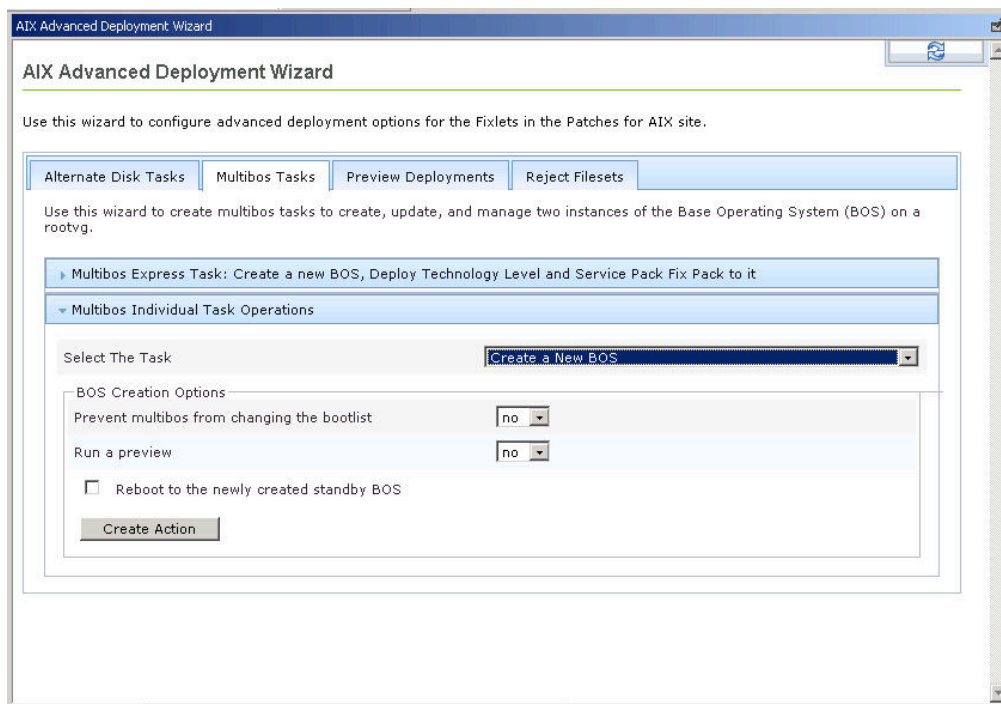 AIX Advanced Deployment Wizard
AIX Advanced Deployment Wizard
Use this wizard to configure advanced deployment options for the Fixlets in the Patches for AIX site.
Alternate Disk Tasks
Multibos Tasks
Preview Deployments
Reject Filesets
Use this wizard to create multibos tasks to create, update, and manage two instances of the Base Operating System (BOS) on a
rootvg.
Multibos Express Task: Create a new BOS, Deploy Technology Level and Service Pack Fix Pack to it
Multibos Individual Task Operations
Select The Task
Create a New BOS
BOS Creation Options
Prevent multibos from changing the bootlist
no
Run a preview
no
Reboot to the newly created standby BOS
Create Action